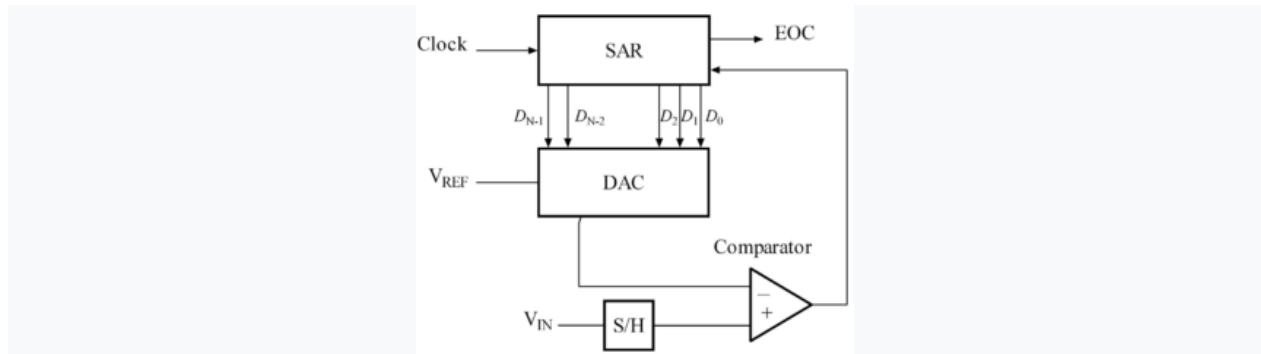 EOC
Clock
SAR
D_N-1 D_N-2 D_2 D_1 D_0
V_REF
DAC
Comparator
−
+
V_IN
S/H